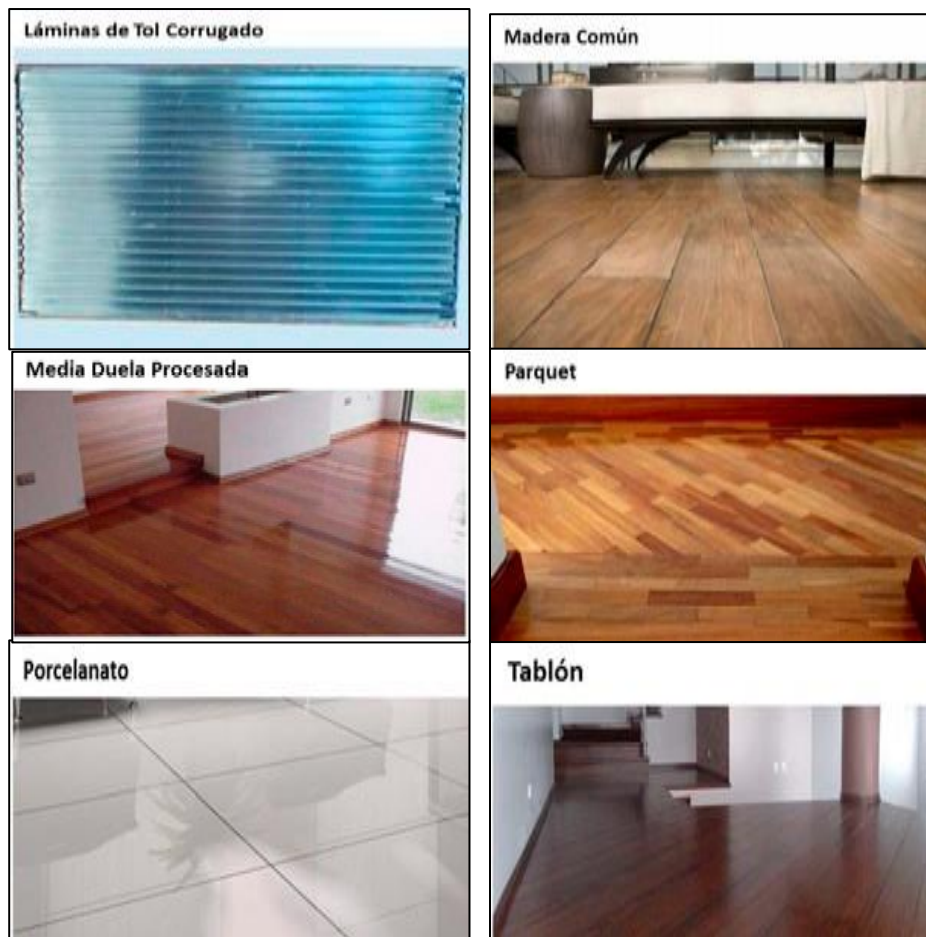 Láminas de Tol Corrugado
Madera Común
Media Duela Procesada
Parquet
Porcelanato
Tablón